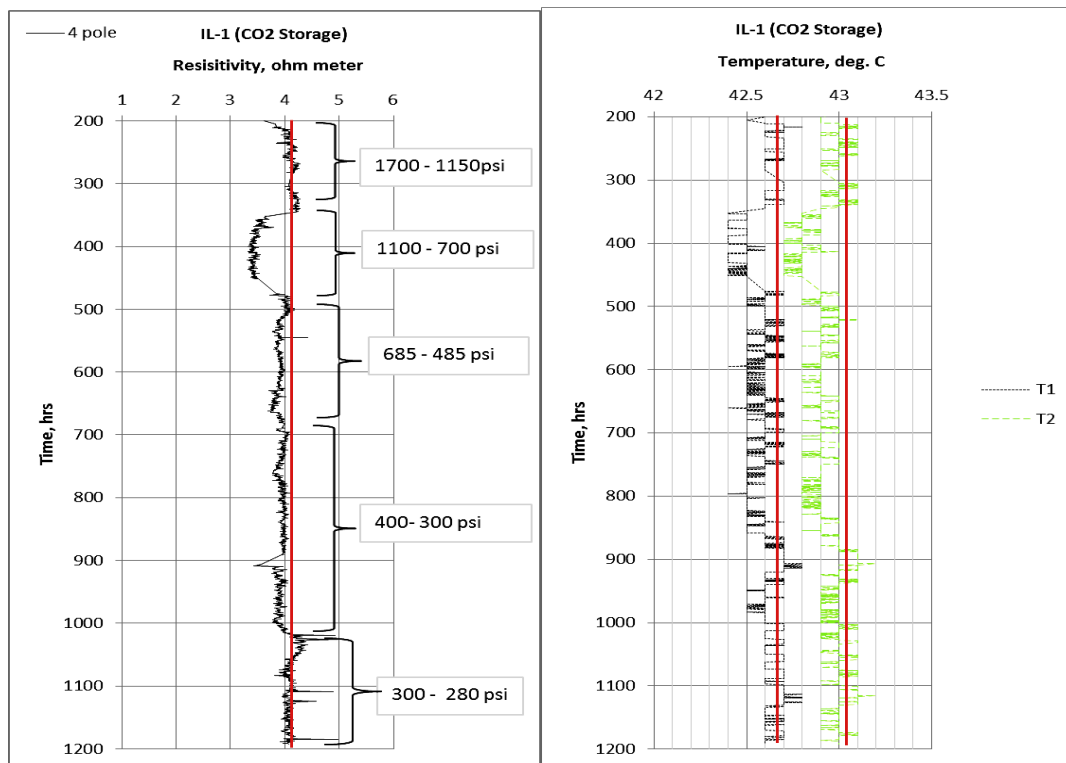 4 pole
IL-1 (CO2 Storage)
Resisitivity, ohm meter
1 2 3 4 5 6
200
300
400
500
600
700
800
900
1000
1100
1200
Time, hrs
1700 - 1150psi
1100 - 700 psi
685 - 485 psi
400- 300 psi
300 - 280 psi
IL-1 (CO2 Storage)
Temperature, deg. C
42 42.5 43 43.5
200
300
400
500
600
700
800
900
1000
1100
1200
Time, hrs
T1
T2